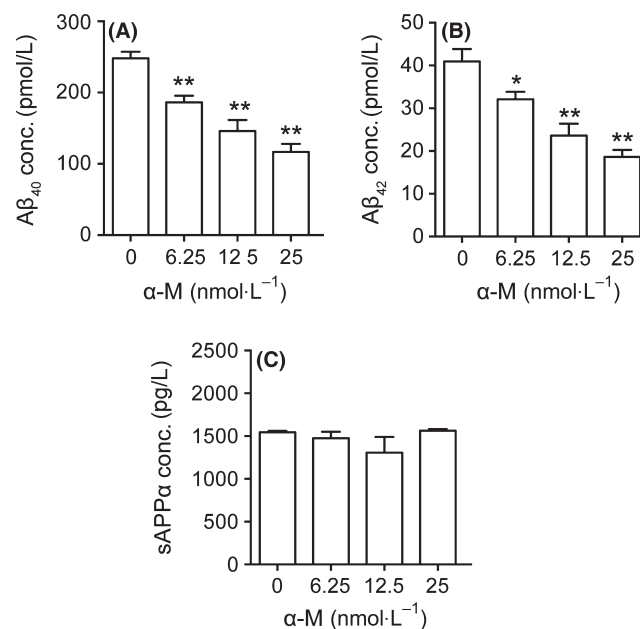 (A)
Aβ40 conc. (pmol/L)
300
200
100
0
**
**
**
0 6.25 12.5 25
α-M (nmol·L−1)
(B)
Aβ42 conc. (pmol/L)
50
40
30
20
10
0
*
**
**
0 6.25 12.5 25
α-M (nmol·L−1)
(C)
sAPPα conc. (pg/L)
2500
2000
1500
1000
500
0
0 6.25 12.5 25
α-M (nmol·L−1)